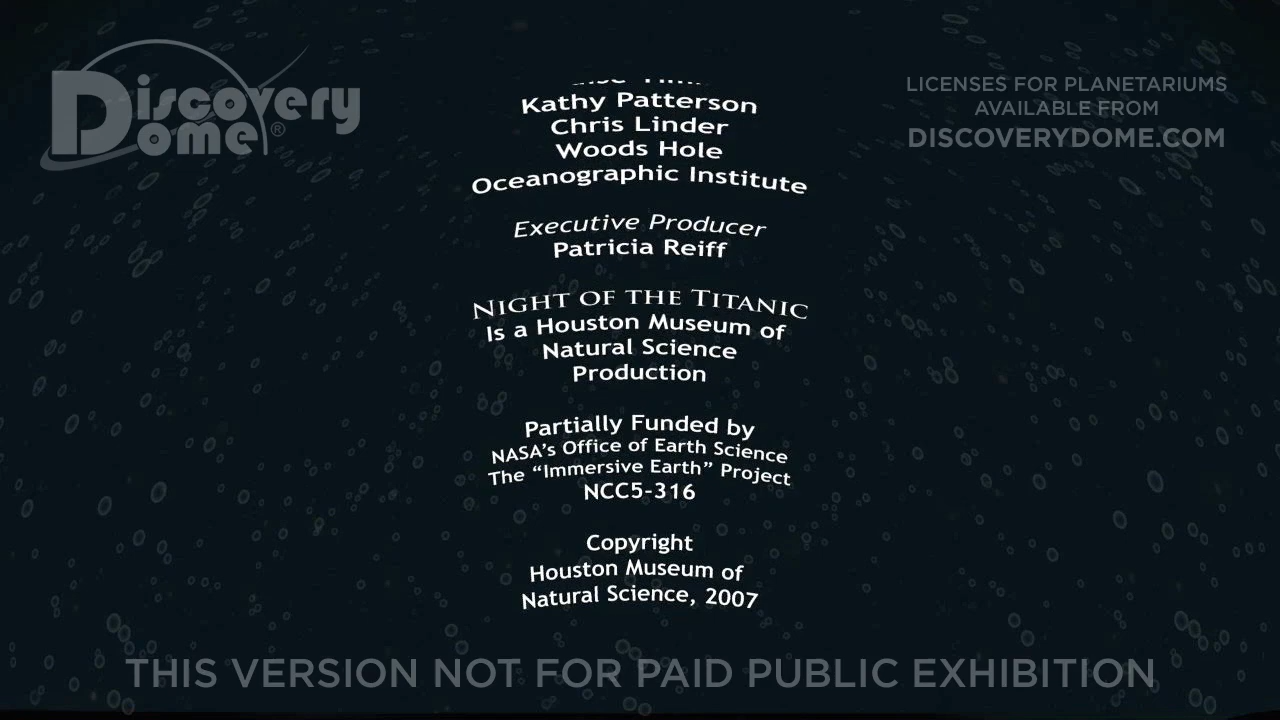 Discovery
Dome®
LICENSES FOR PLANETARIUMS
AVAILABLE FROM
DISCOVERYDOME.COM
Kathy Patterson
Chris Linder
Woods Hole
Oceanographic Institute
Executive Producer
Patricia Reiff
NIGHT OF THE TITANIC
Is a Houston Museum of
Natural Science
Production
Partially Funded by
NASA's Office of Earth Science
The “Immersive Earth” Project
NCC5-316
Copyright
Houston Museum of
Natural Science, 2007
THIS VERSION NOT FOR PAID PUBLIC EXHIBITION